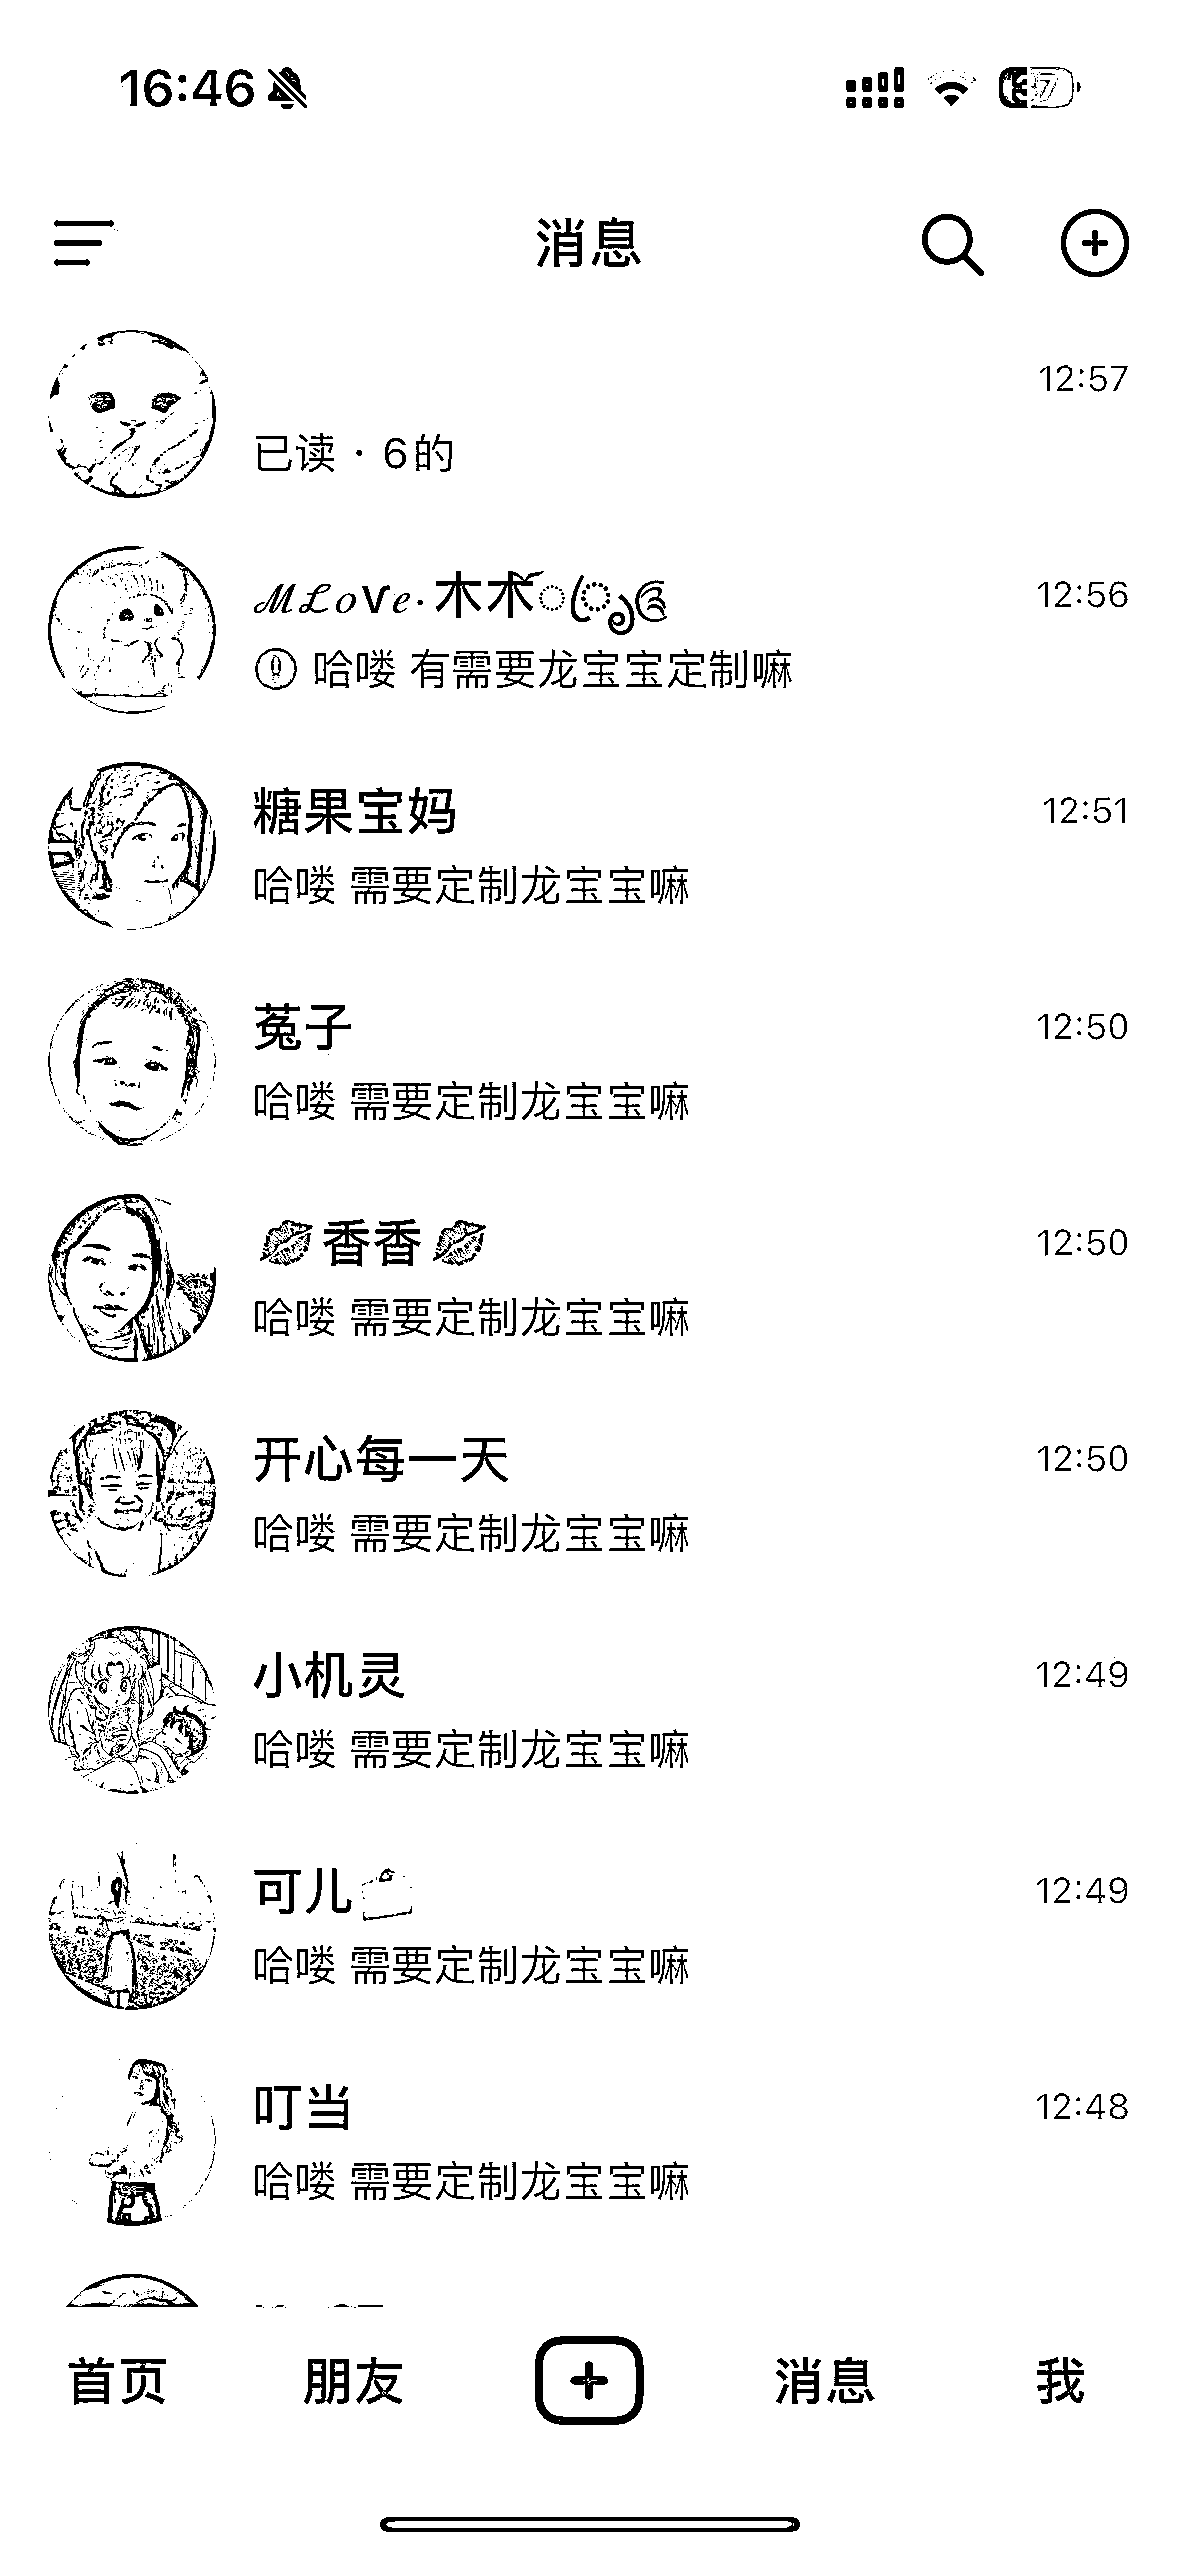 16:46
消息
12:57
已读 · 6的
MLove·木木 12:56
哈喽 有需要龙宝宝定制嘛
糖果宝妈 12:51
哈喽 需要定制龙宝宝嘛
菟子 12:50
哈喽 需要定制龙宝宝嘛
💋香香💋 12:50
哈喽 需要定制龙宝宝嘛
开心每一天 12:50
哈喽 需要定制龙宝宝嘛
小机灵 12:49
哈喽 需要定制龙宝宝嘛
可儿 12:49
哈喽 需要定制龙宝宝嘛
叮当 12:48
哈喽 需要定制龙宝宝嘛
首页 朋友 消息 我